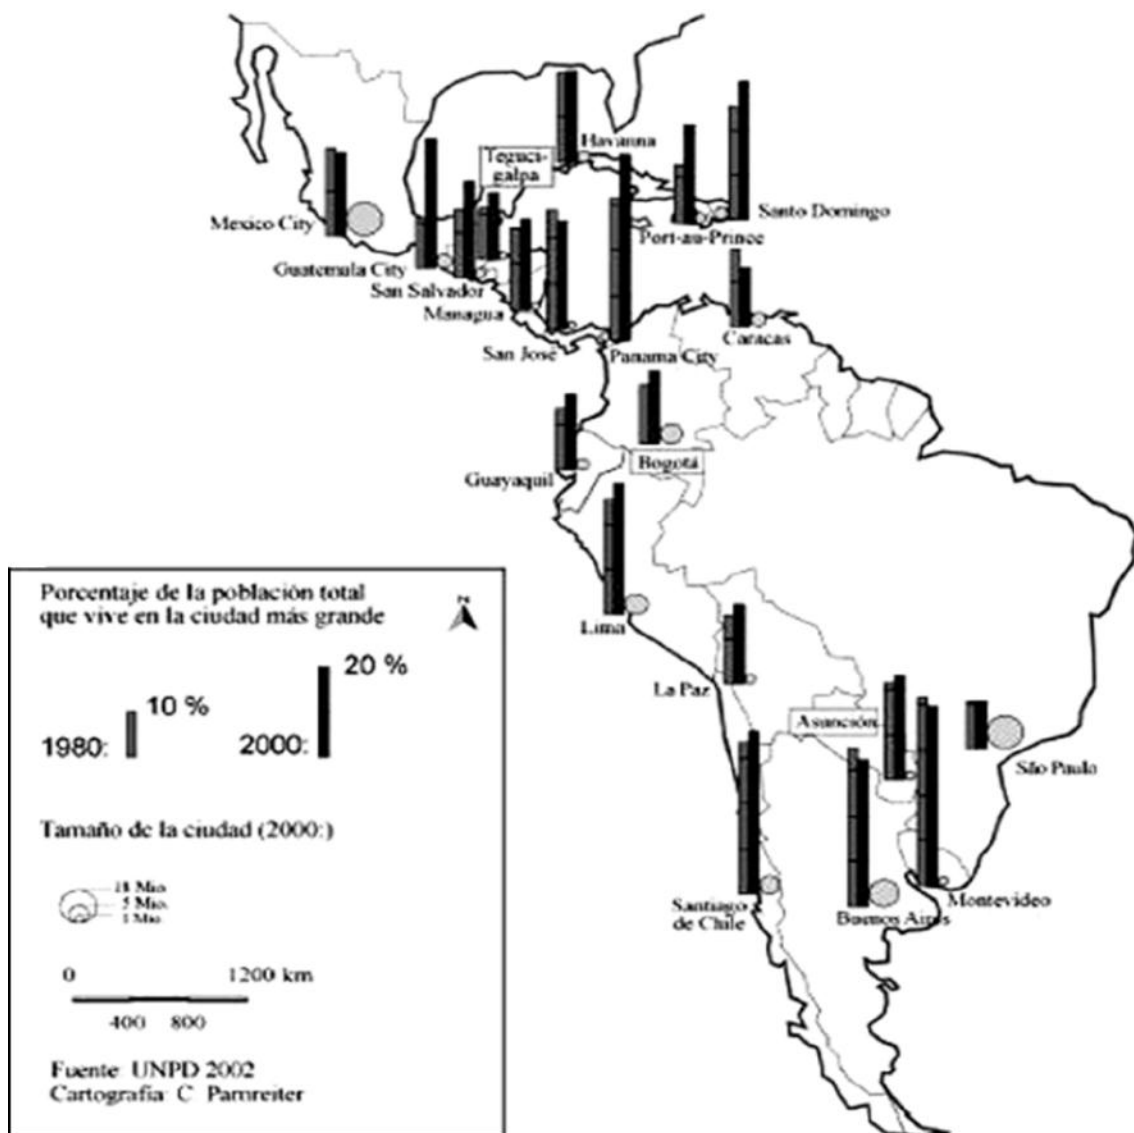 Havanna
Teguci-
galpa
Mexico City
Santo Domingo
Port-au-Prince
Guatemala City
San Salvador
Managua
San José
Panama City
Caracas
Guayaquil
Bogotá
Lima
La Paz
Asunción
São Paulo
Santiago
de Chile
Buenos Aires
Montevideo
Porcentaje de la población total
que vive en la ciudad más grande
N
20 %
10 %
1980:
2000:
Tamaño de la ciudad (2000:)
18 Mio.
5 Mio.
1 Mio.
0 1200 km
400 800
Fuente: UNPD 2002
Cartografía: C. Parnreiter